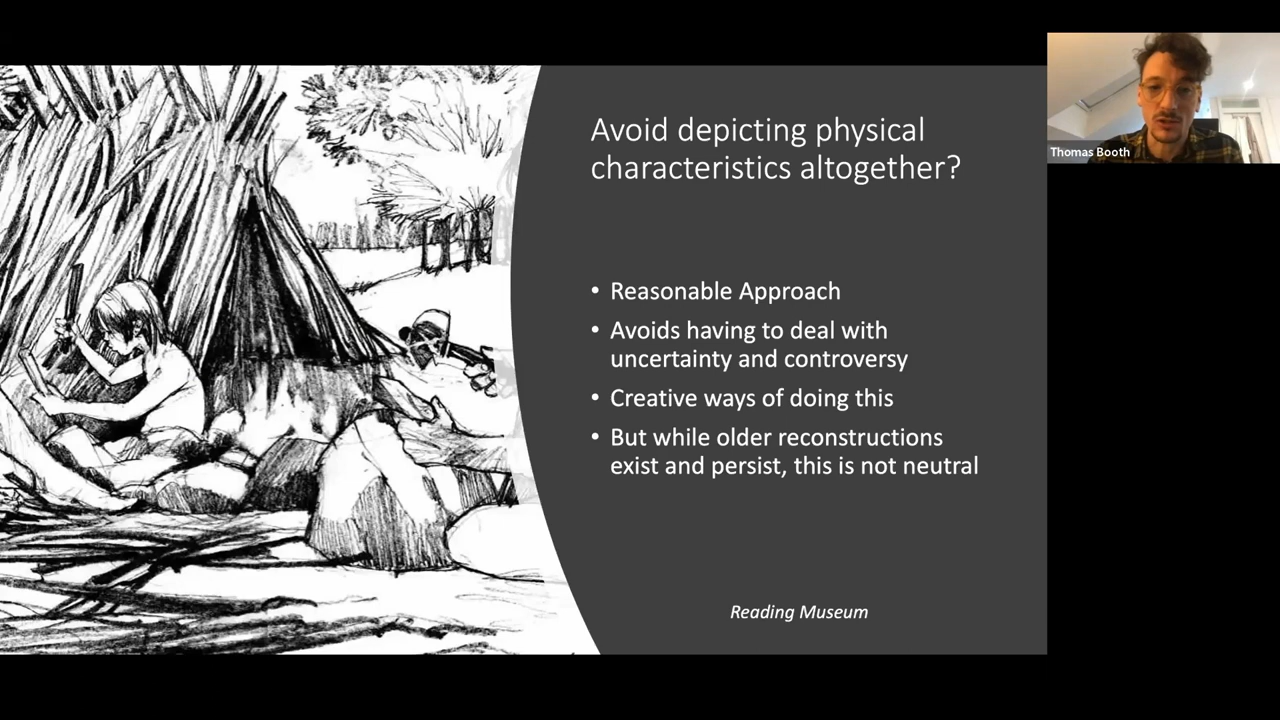 Avoid depicting physical
characteristics altogether?
• Reasonable Approach
• Avoids having to deal with
uncertainty and controversy
• Creative ways of doing this
• But while older reconstructions
exist and persist, this is not neutral
Reading Museum
Thomas Booth